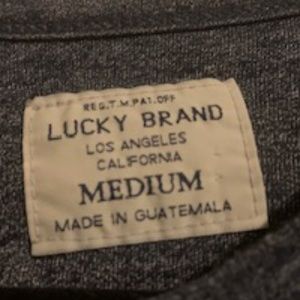 REG.T.M.PAT.OFF
LUCKY BRAND
LOS ANGELES
CALIFORNIA
MEDIUM
MADE IN GUATEMALA